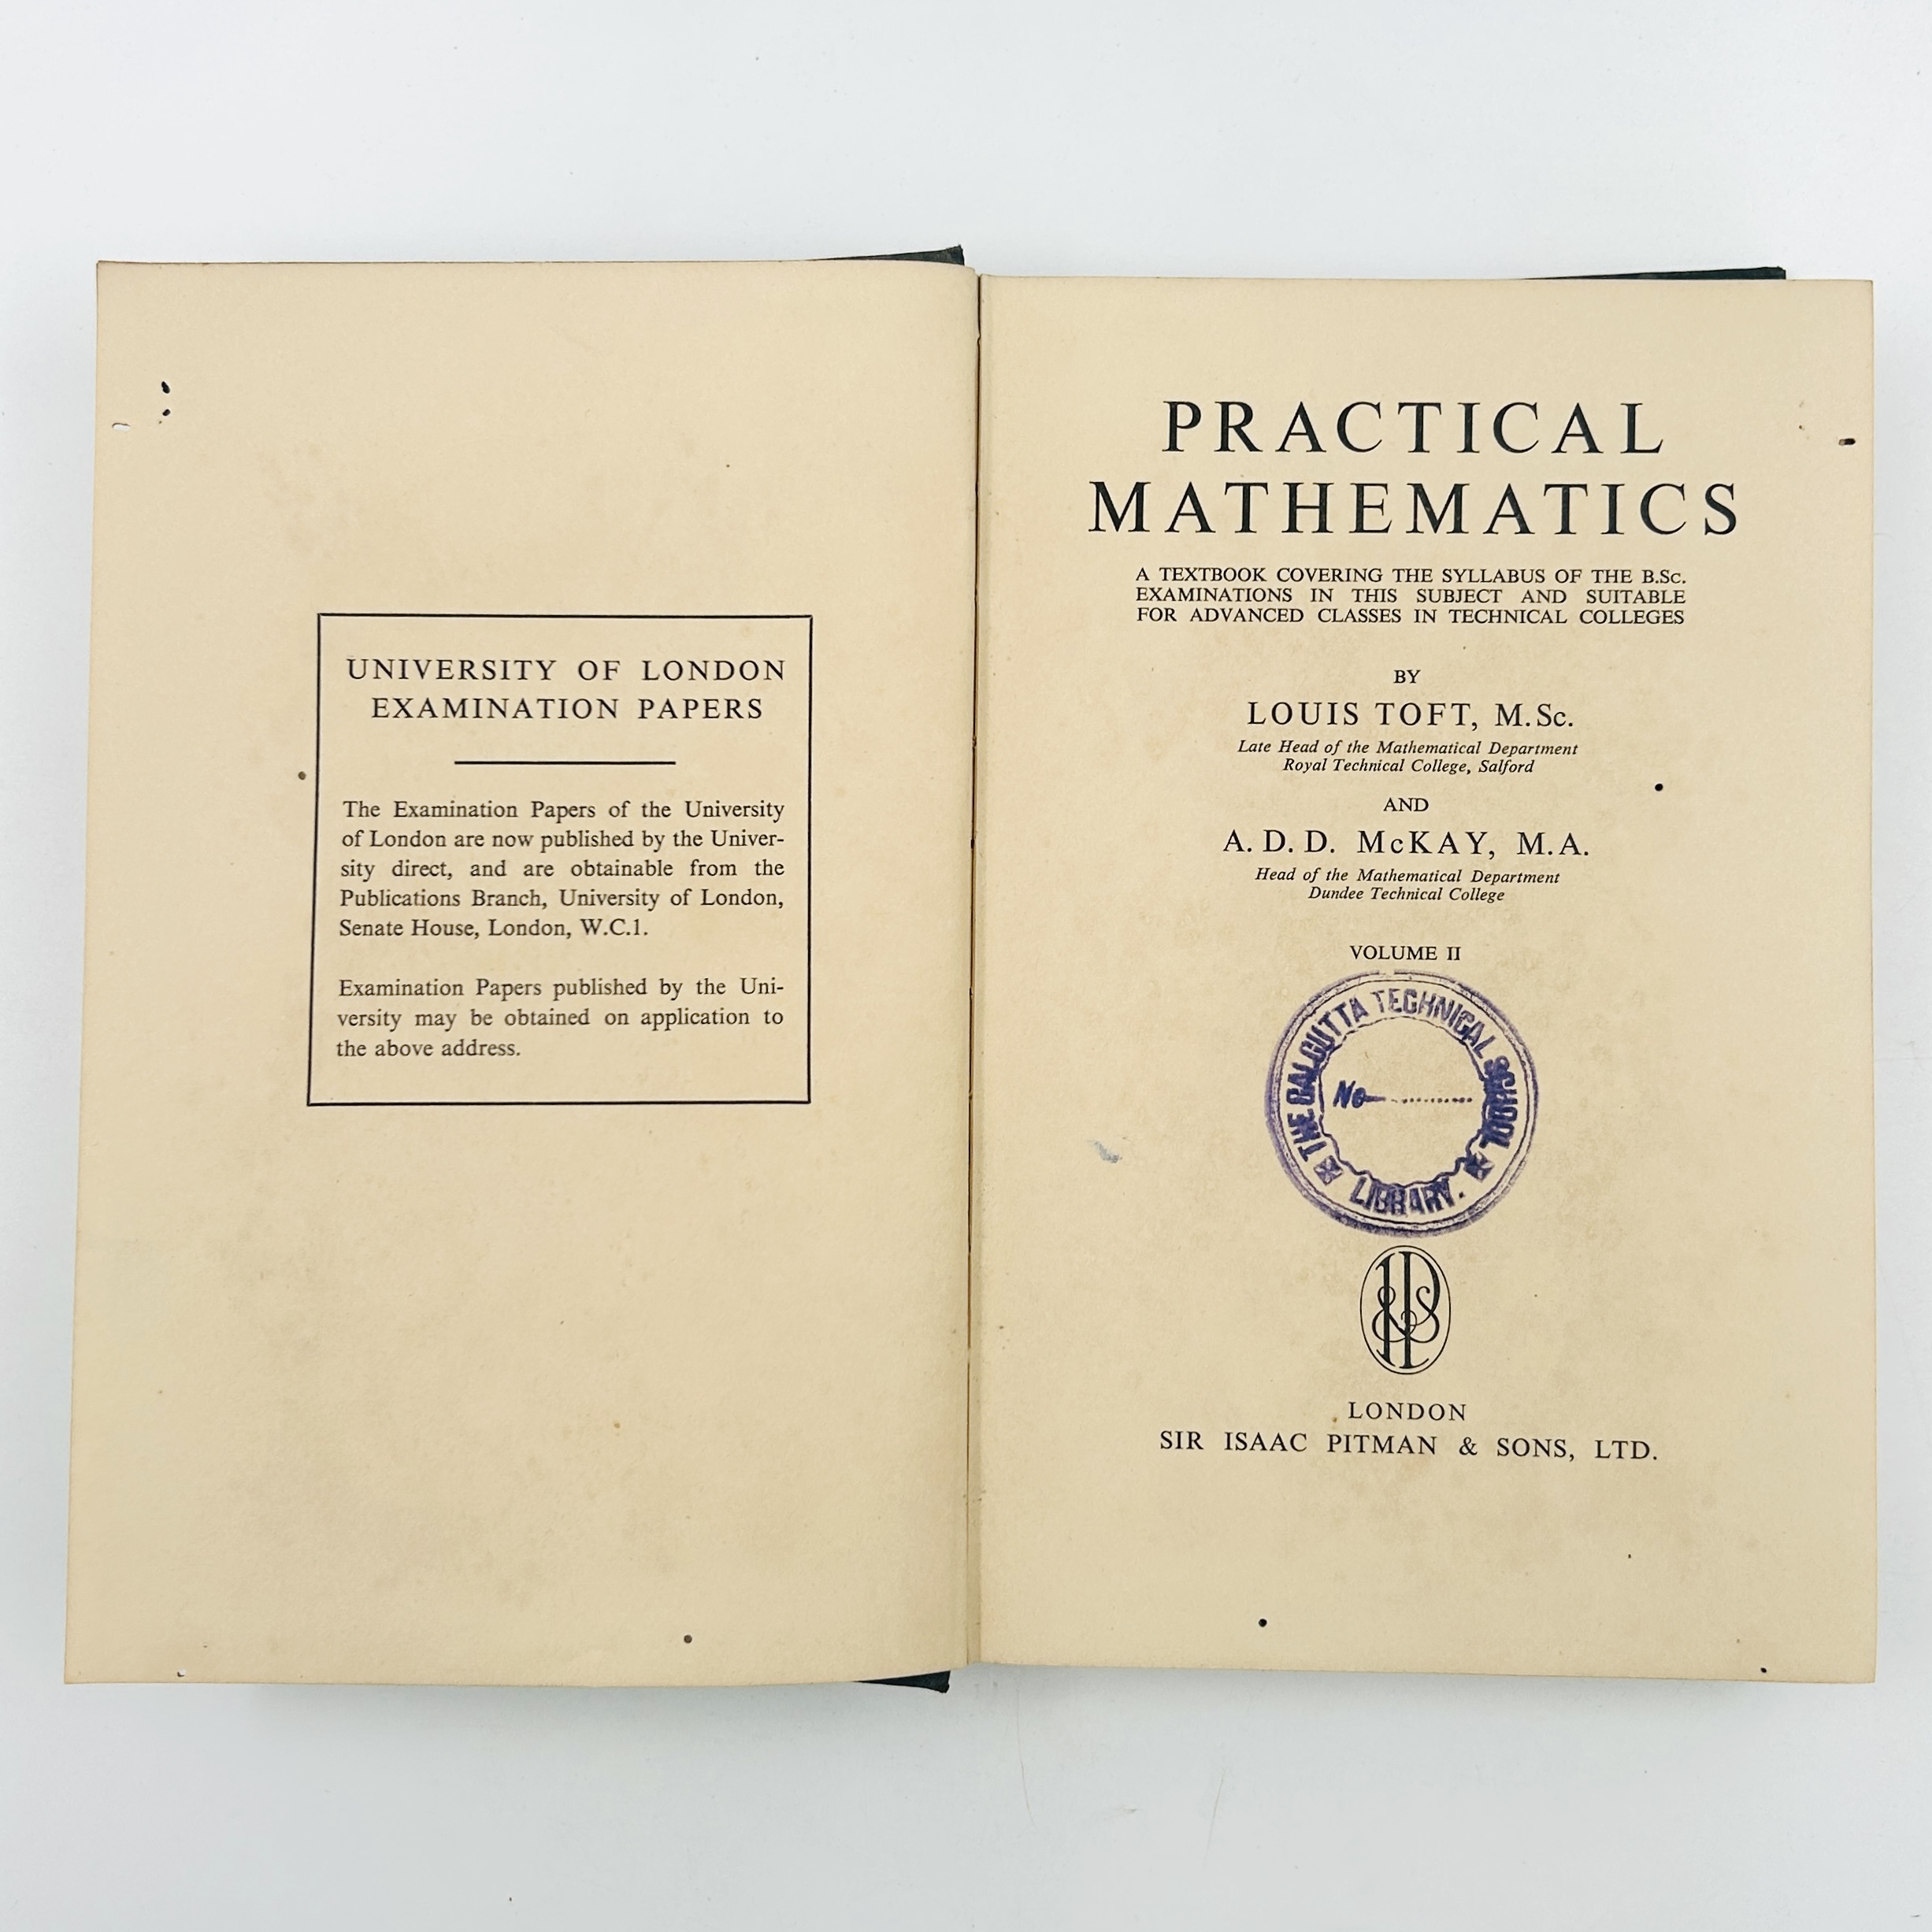 UNIVERSITY OF LONDON
EXAMINATION PAPERS
The Examination Papers of the University
of London are now published by the Univer-
sity direct, and are obtainable from the
Publications Branch, University of London,
Senate House, London, W.C.1.
Examination Papers published by the Uni-
versity may be obtained on application to
the above address.
PRACTICAL
MATHEMATICS
A TEXTBOOK COVERING THE SYLLABUS OF THE B.Sc.
EXAMINATIONS IN THIS SUBJECT AND SUITABLE
FOR ADVANCED CLASSES IN TECHNICAL COLLEGES
BY
LOUIS TOFT, M.Sc.
Late Head of the Mathematical Department
Royal Technical College, Salford
AND
A. D. D. McKAY, M.A.
Head of the Mathematical Department
Dundee Technical College
VOLUME II
THE CALCUTTA TECHNICAL SCHOOL
No
LIBRARY.
IP&S
LONDON
SIR ISAAC PITMAN & SONS, LTD.